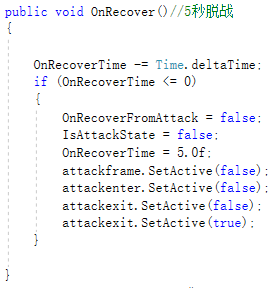 public void OnRecover()//5秒脱战
{
OnRecoverTime -= Time.deltaTime;
if (OnRecoverTime <= 0)
{
OnRecoverFromAttack = false;
IsAttackState = false;
OnRecoverTime = 5.0f;
attackframe.SetActive(false);
attackenter.SetActive(false);
attackexit.SetActive(false);
attackexit.SetActive(true);
}
}